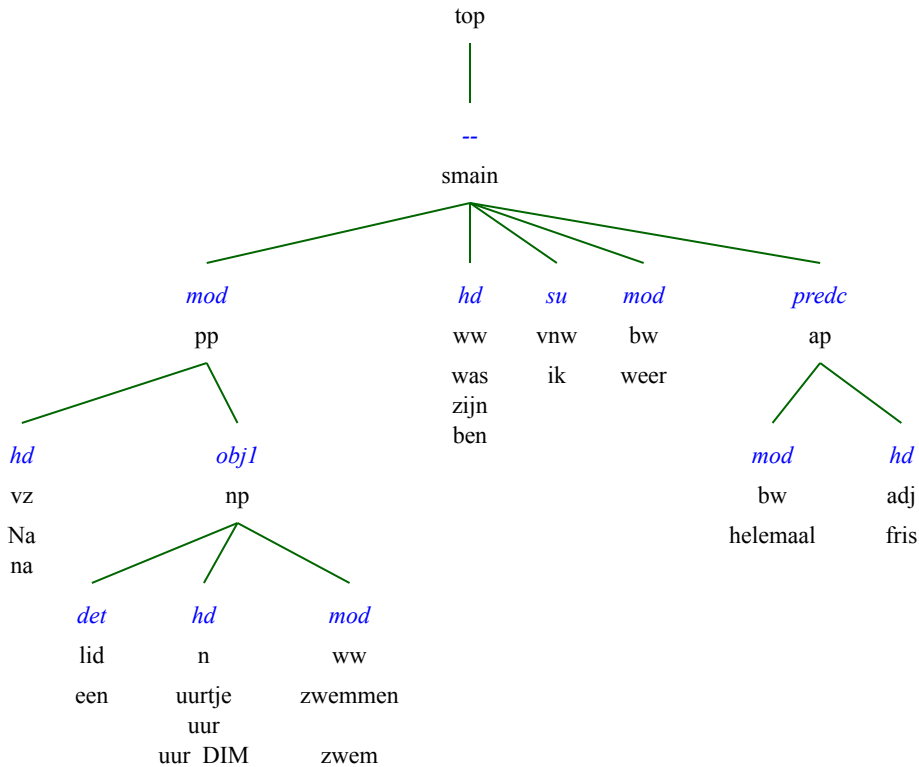 top
--
smain
mod hd su mod predc
pp ww vnw bw ap
was ik weer
zijn
ben
hd obj1 mod hd
vz np bw adj
Na helemaal fris
na
det hd mod
lid n ww
een uurtje zwemmen
uur
uur_DIM zwem